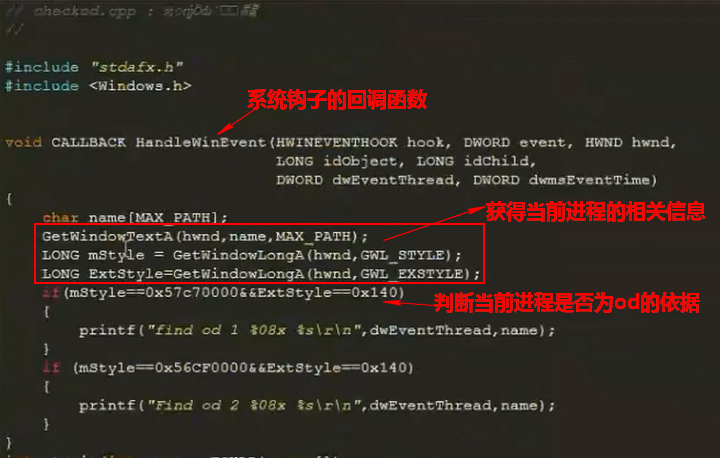 // checkod.cpp :
//
#include "stdafx.h"
#include <Windows.h>
系统钩子的回调函数
void CALLBACK HandleWinEvent(HWINEVENTHOOK hook, DWORD event, HWND hwnd,
LONG idObject, LONG idChild,
DWORD dwEventThread, DWORD dwmsEventTime)
{
char name[MAX_PATH];
获得当前进程的相关信息
GetWindowTextA(hwnd,name,MAX_PATH);
LONG mStyle = GetWindowLongA(hwnd,GWL_STYLE);
LONG ExtStyle=GetWindowLongA(hwnd,GWL_EXSTYLE);
if(mStyle==0x57c70000&&ExtStyle==0x140)
判断当前进程是否为od的依据
{
printf("find od 1 %08x %s\r\n",dwEventThread,name);
}
if (mStyle==0x56CF0000&&ExtStyle==0x140)
{
printf("Find od 2 %08x %s\r\n",dwEventThread,name);
}
}